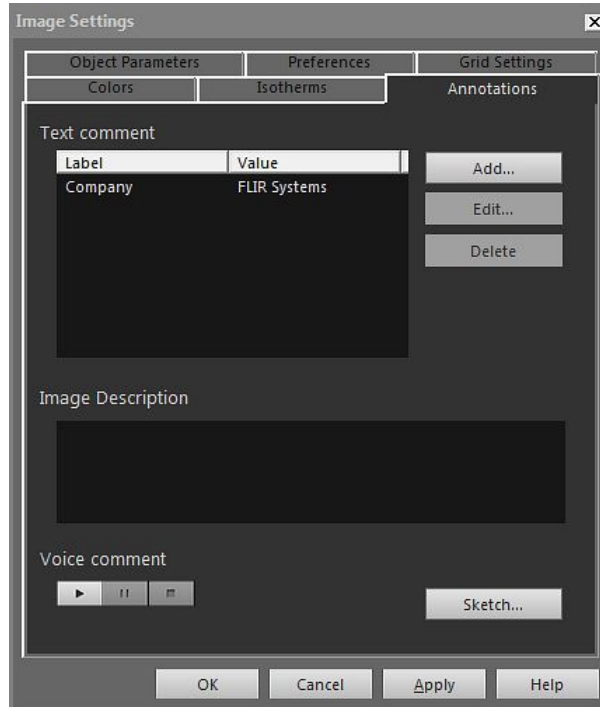 Image Settings
Object Parameters Preferences Grid Settings
Colors Isotherms Annotations
Text comment
Label Value
Company FLIR Systems
Add...
Edit...
Delete
Image Description
Voice comment
Sketch...
OK Cancel Apply Help